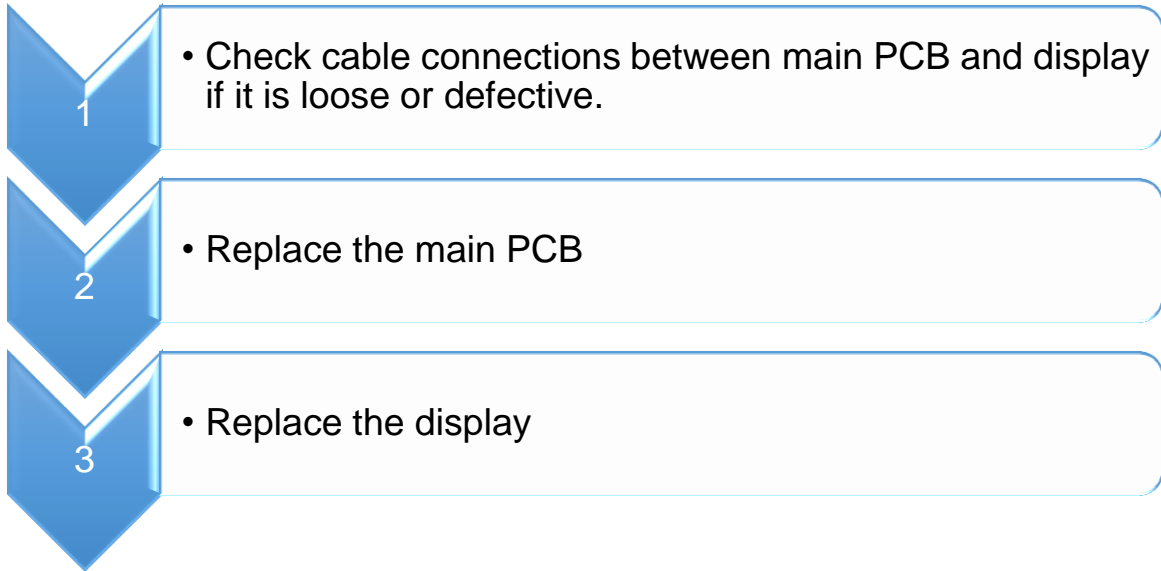 1
• Check cable connections between main PCB and display
if it is loose or defective.
2
• Replace the main PCB
3
• Replace the display